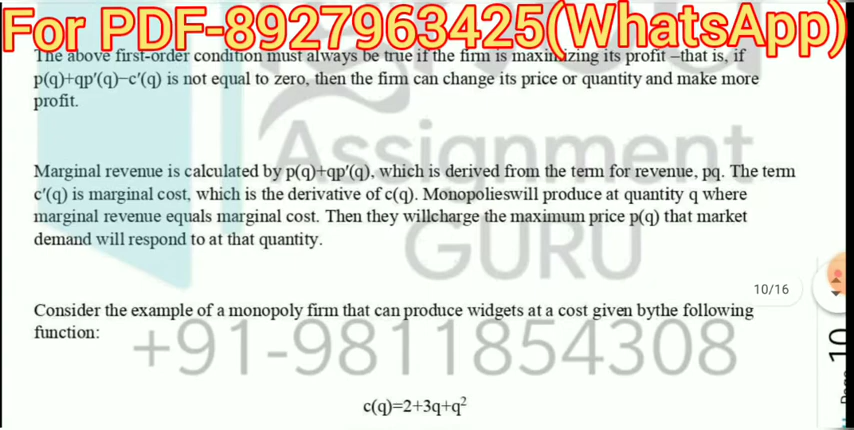 For PDF-8927963425(WhatsApp)
The above first-order condition must always be true if the firm is maximizing its profit –that is, if
p(q)+qp′(q)−c′(q) is not equal to zero, then the firm can change its price or quantity and make more
profit.
Assignment
Marginal revenue is calculated by p(q)+qp′(q), which is derived from the term for revenue, pq. The term
c′(q) is marginal cost, which is the derivative of c(q). Monopolieswill produce at quantity q where
marginal revenue equals marginal cost. Then they willcharge the maximum price p(q) that market
demand will respond to at that quantity.
GURU
10/16
Consider the example of a monopoly firm that can produce widgets at a cost given bythe following
function:
+91-9811854308
c(q)=2+3q+q²
Page 10